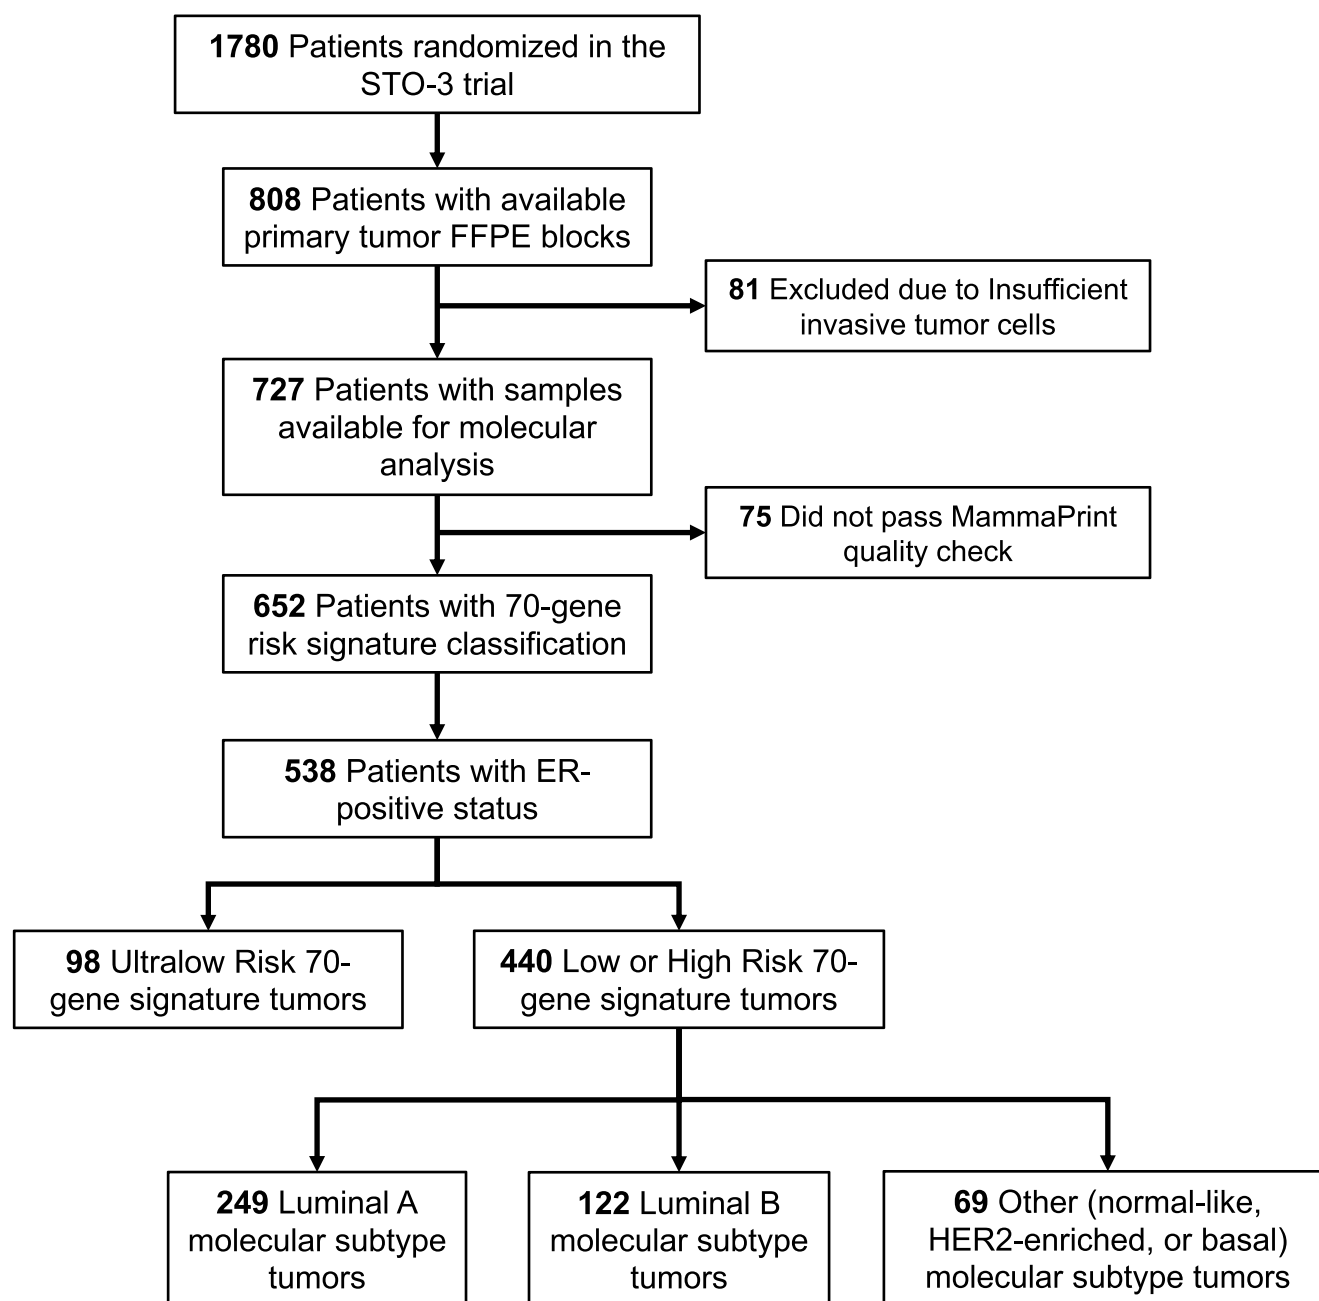 1780 Patients randomized in the
STO-3 trial
808 Patients with available
primary tumor FFPE blocks
81 Excluded due to Insufficient
invasive tumor cells
727 Patients with samples
available for molecular
analysis
75 Did not pass MammaPrint
quality check
652 Patients with 70-gene
risk signature classification
538 Patients with ER-
positive status
98 Ultralow Risk 70-
gene signature tumors
440 Low or High Risk 70-
gene signature tumors
249 Luminal A
molecular subtype
tumors
122 Luminal B
molecular subtype
tumors
69 Other (normal-like,
HER2-enriched, or basal)
molecular subtype tumors